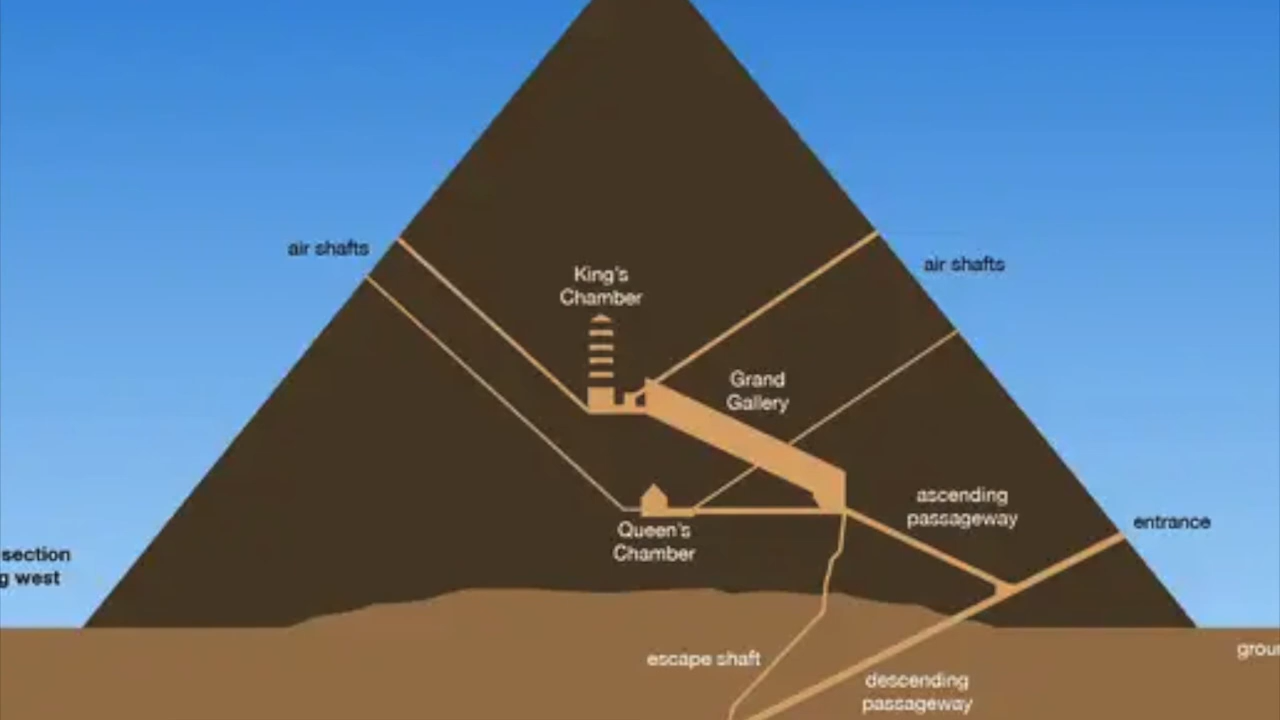 air shafts
air shafts
King's
Chamber
Grand
Gallery
ascending
passageway
entrance
Queen's
Chamber
section
west
escape shaft
descending
passageway